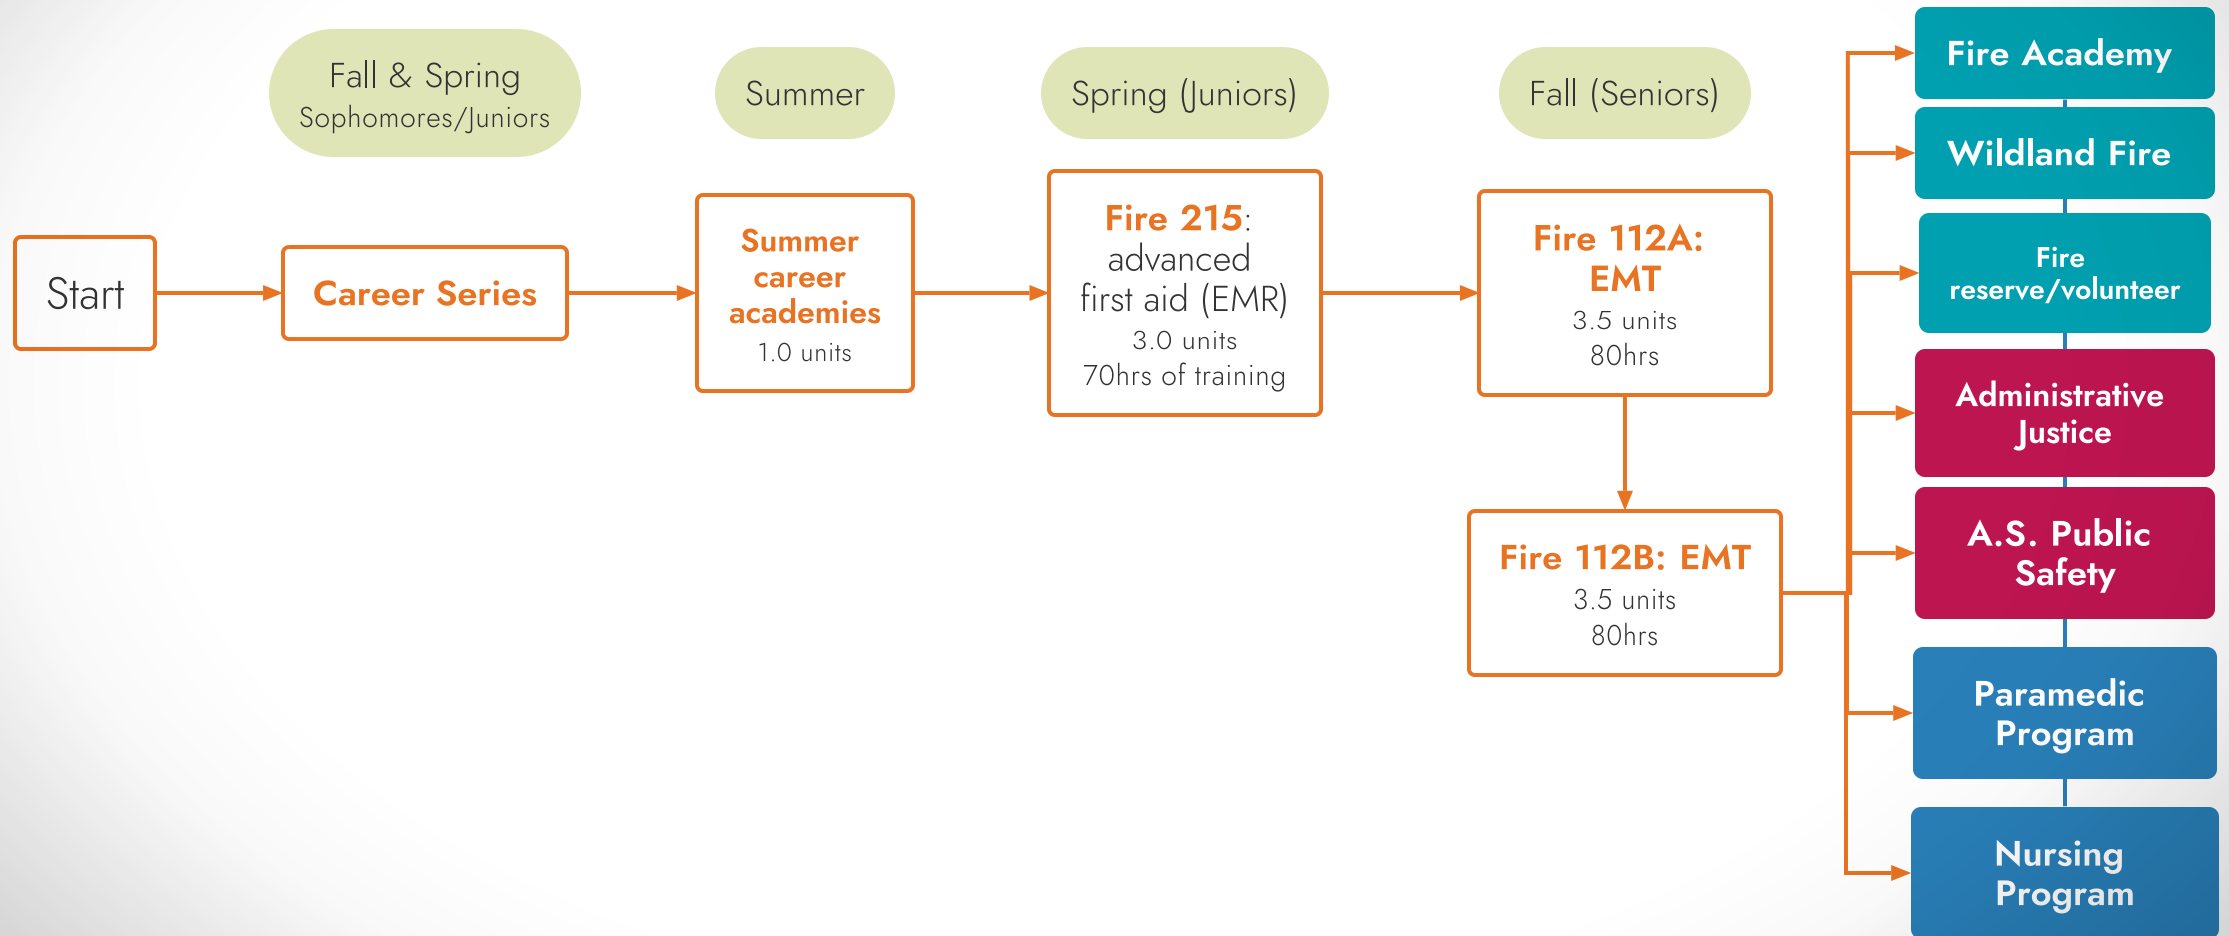 Fall & Spring
Sophomores/Juniors
Summer
Spring (Juniors)
Fall (Seniors)
Start
Career Series
Summer
career
academies
1.0 units
Fire 215:
advanced
first aid (EMR)
3.0 units
70hrs of training
Fire 112A:
EMT
3.5 units
80hrs
Fire 112B: EMT
3.5 units
80hrs
Fire Academy
Wildland Fire
Fire
reserve/volunteer
Administrative
Justice
A.S. Public
Safety
Paramedic
Program
Nursing
Program